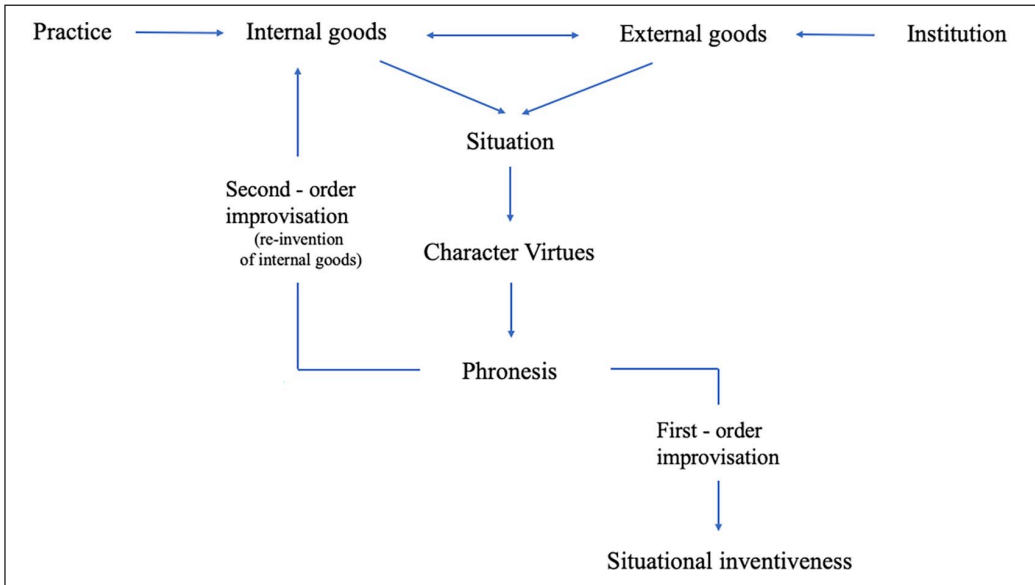 Practice
Internal goods
External goods
Institution
Situation
Second - order
improvisation
(re-invention
of internal goods)
Character Virtues
Phronesis
First - order
improvisation
Situational inventiveness